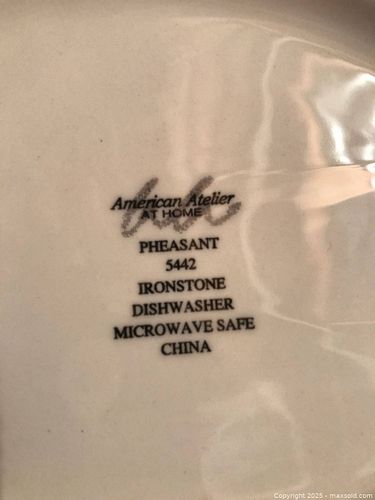 American Atelier
AT HOME
PHEASANT
5442
IRONSTONE
DISHWASHER
MICROWAVE SAFE
CHINA
Copyright 2025 - maxsold.com